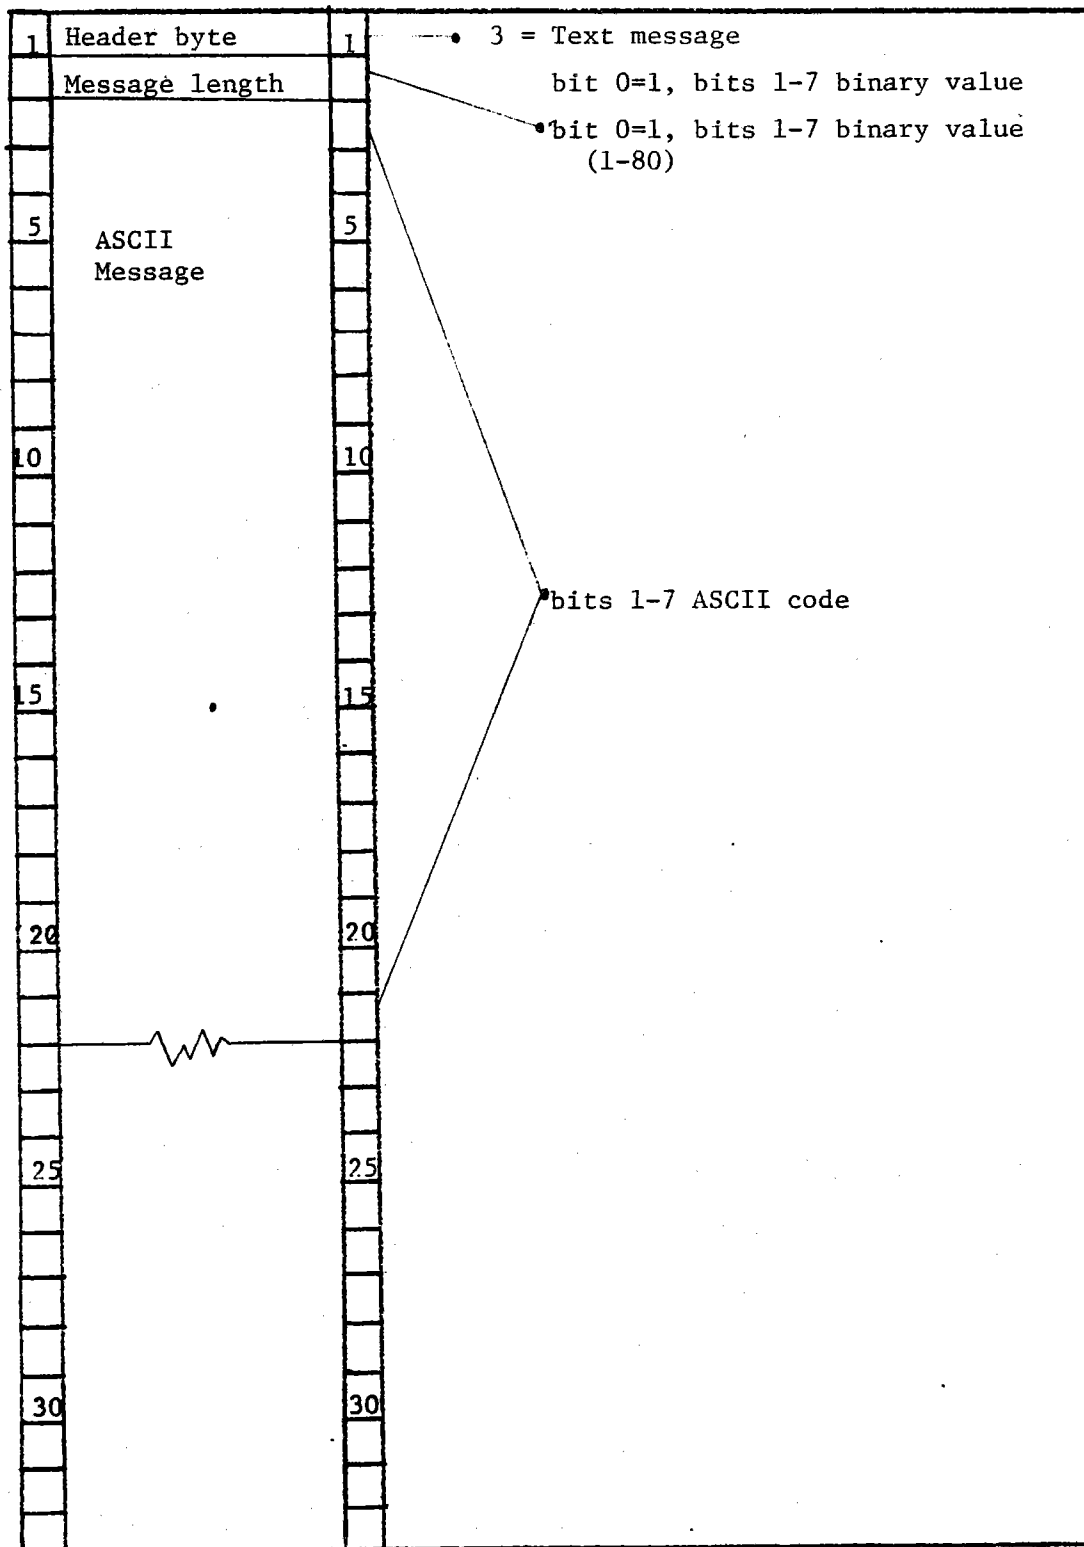 1 Header byte 1 3 = Text message
Message length bit 0=1, bits 1-7 binary value
bit 0=1, bits 1-7 binary value
(1-80)
5 5
ASCII
Message
10 10
bits 1-7 ASCII code
15 15
20 20
25 25
30 30